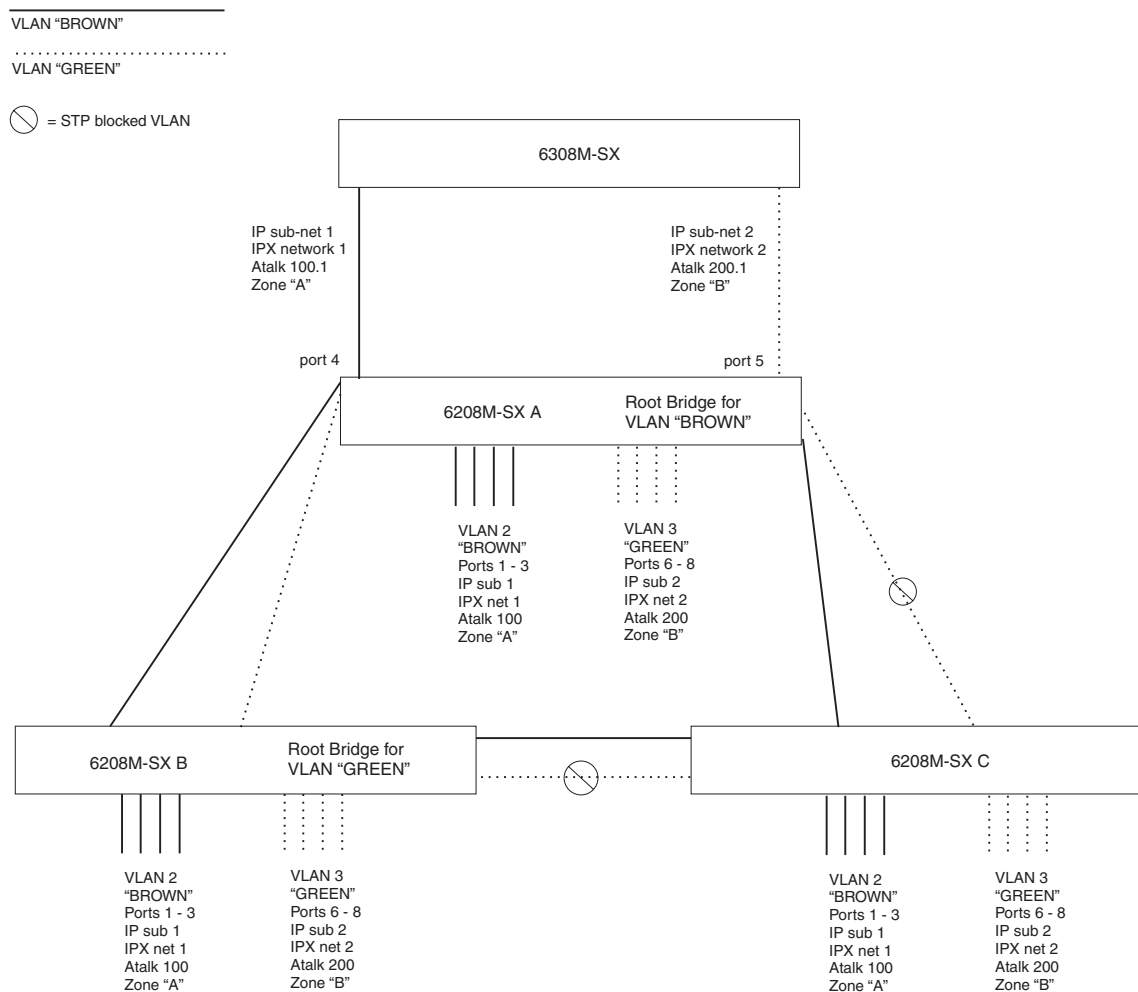 VLAN “BROWN”
VLAN “GREEN”
= STP blocked VLAN
6308M-SX
IP sub-net 1
IPX network 1
Atalk 100.1
Zone “A”
IP sub-net 2
IPX network 2
Atalk 200.1
Zone “B”
port 4
port 5
6208M-SX A
Root Bridge for
VLAN “BROWN”
VLAN 2
“BROWN”
Ports 1 - 3
IP sub 1
IPX net 1
Atalk 100
Zone “A”
VLAN 3
“GREEN”
Ports 6 - 8
IP sub 2
IPX net 2
Atalk 200
Zone “B”
6208M-SX B
Root Bridge for
VLAN “GREEN”
6208M-SX C
VLAN 2
“BROWN”
Ports 1 - 3
IP sub 1
IPX net 1
Atalk 100
Zone “A”
VLAN 3
“GREEN”
Ports 6 - 8
IP sub 2
IPX net 2
Atalk 200
Zone “B”
VLAN 2
“BROWN”
Ports 1 - 3
IP sub 1
IPX net 1
Atalk 100
Zone “A”
VLAN 3
“GREEN”
Ports 6 - 8
IP sub 2
IPX net 2
Atalk 200
Zone “B”